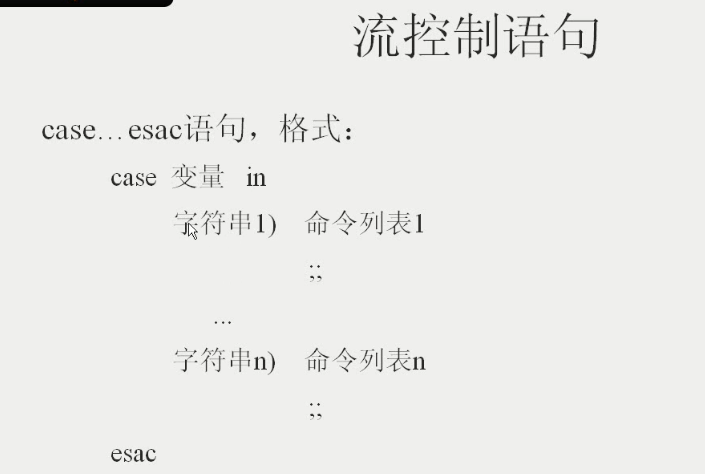 流控制语句
case…esac语句，格式：
case 变量 in
字符串1) 命令列表1
;;
...
字符串n) 命令列表n
;;
esac